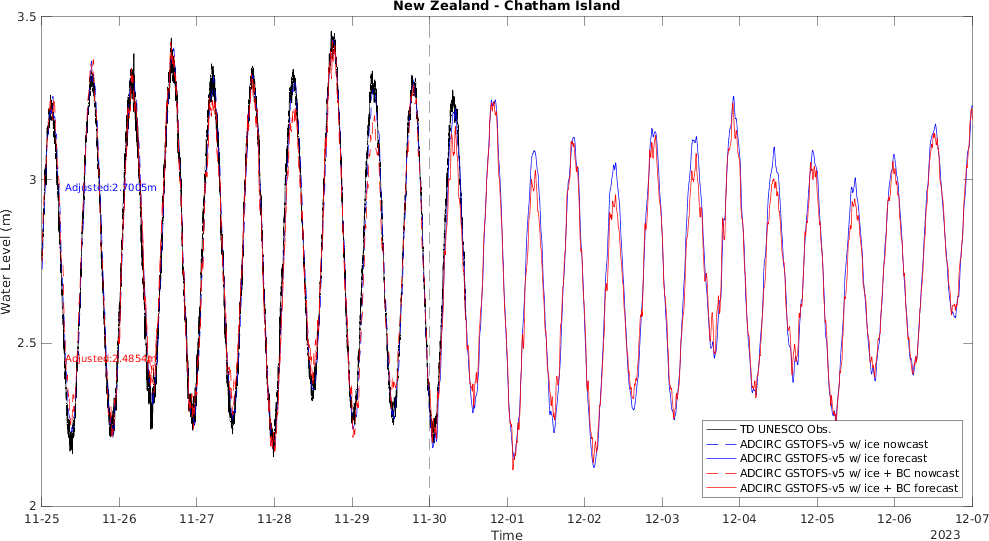 New Zealand - Chatham Island
3.5
3
2.5
2
Water Level (m)
Adjusted:2.7005m
Adjusted:2.4854m
TD UNESCO Obs.
ADCIRC GSTOFS-v5 w/ ice nowcast
ADCIRC GSTOFS-v5 w/ ice forecast
ADCIRC GSTOFS-v5 w/ ice + BC nowcast
ADCIRC GSTOFS-v5 w/ ice + BC forecast
11-25 11-26 11-27 11-28 11-29 11-30 12-01 12-02 12-03 12-04 12-05 12-06 12-07
Time
2023